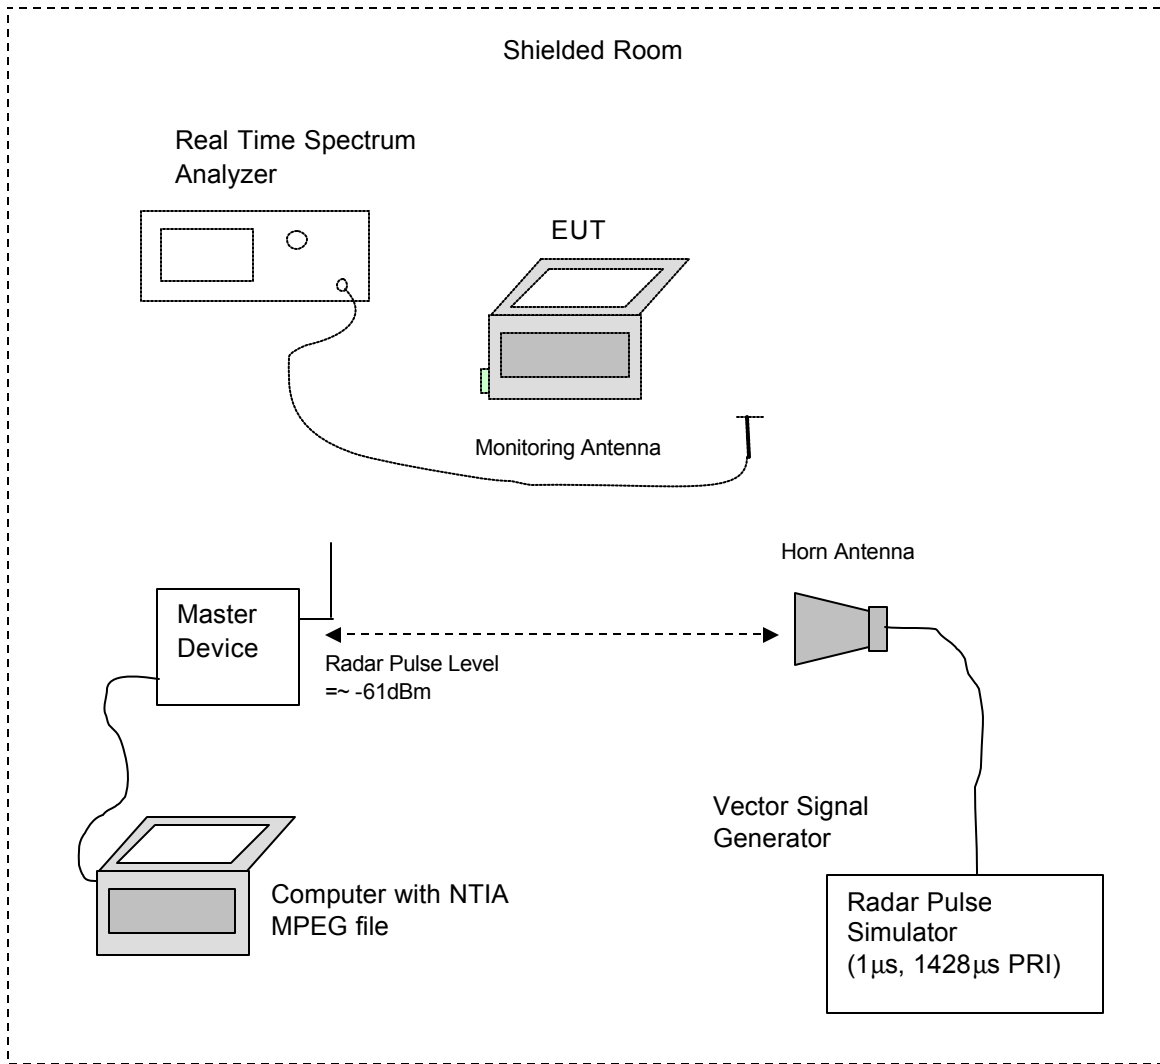 Shielded Room
Real Time Spectrum
Analyzer
EUT
Monitoring Antenna
Horn Antenna
Master
Device
Radar Pulse Level
=~ -61dBm
Vector Signal
Generator
Computer with NTIA
MPEG file
Radar Pulse
Simulator
(1µs, 1428µs PRI)